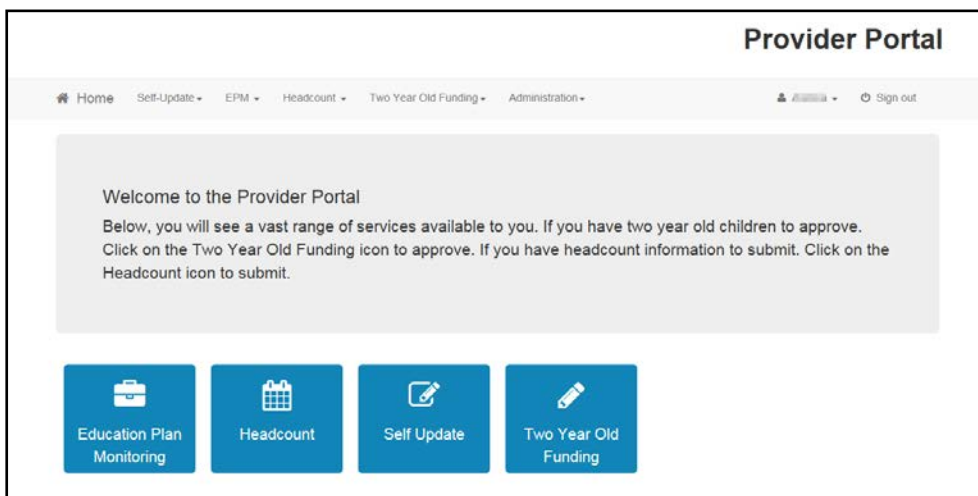 Provider Portal
Home Self-Update EPM Headcount Two Year Old Funding Administration Sign out
Welcome to the Provider Portal
Below, you will see a vast range of services available to you. If you have two year old children to approve.
Click on the Two Year Old Funding icon to approve. If you have headcount information to submit. Click on the
Headcount icon to submit.
Education Plan
Monitoring
Headcount
Self Update
Two Year Old
Funding